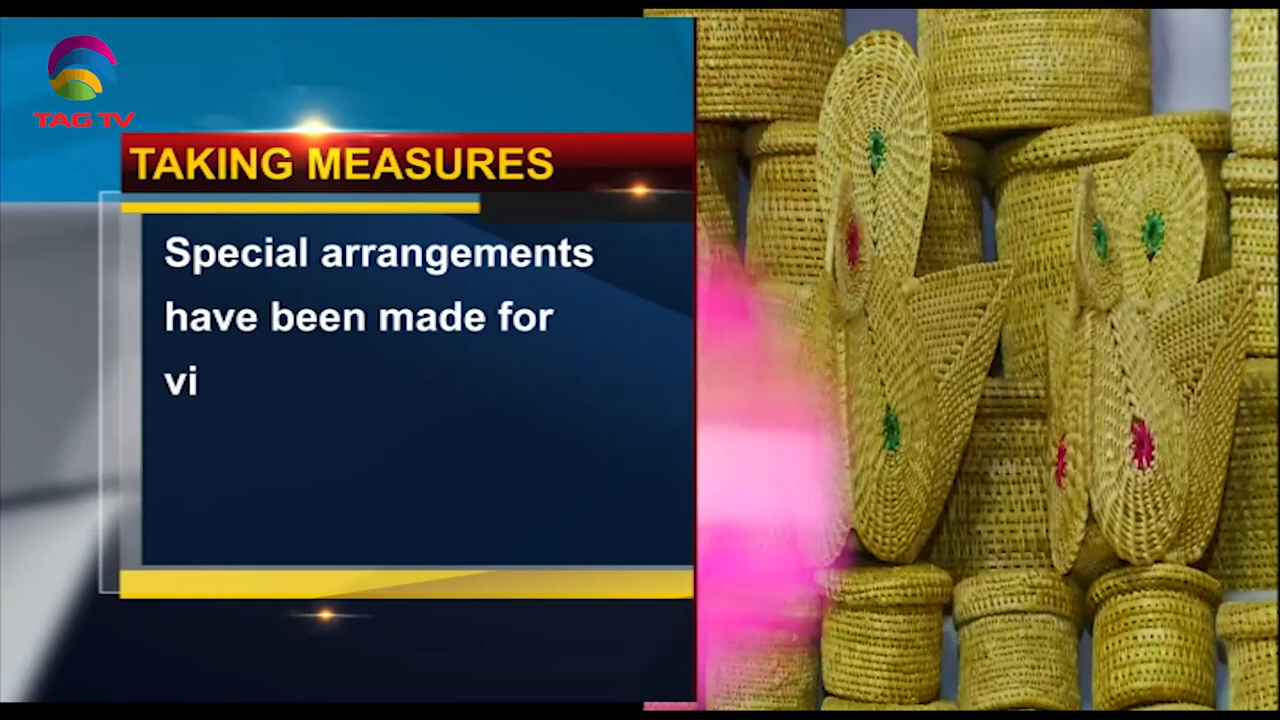 TAG TV
TAKING MEASURES
Special arrangements
have been made for
vi